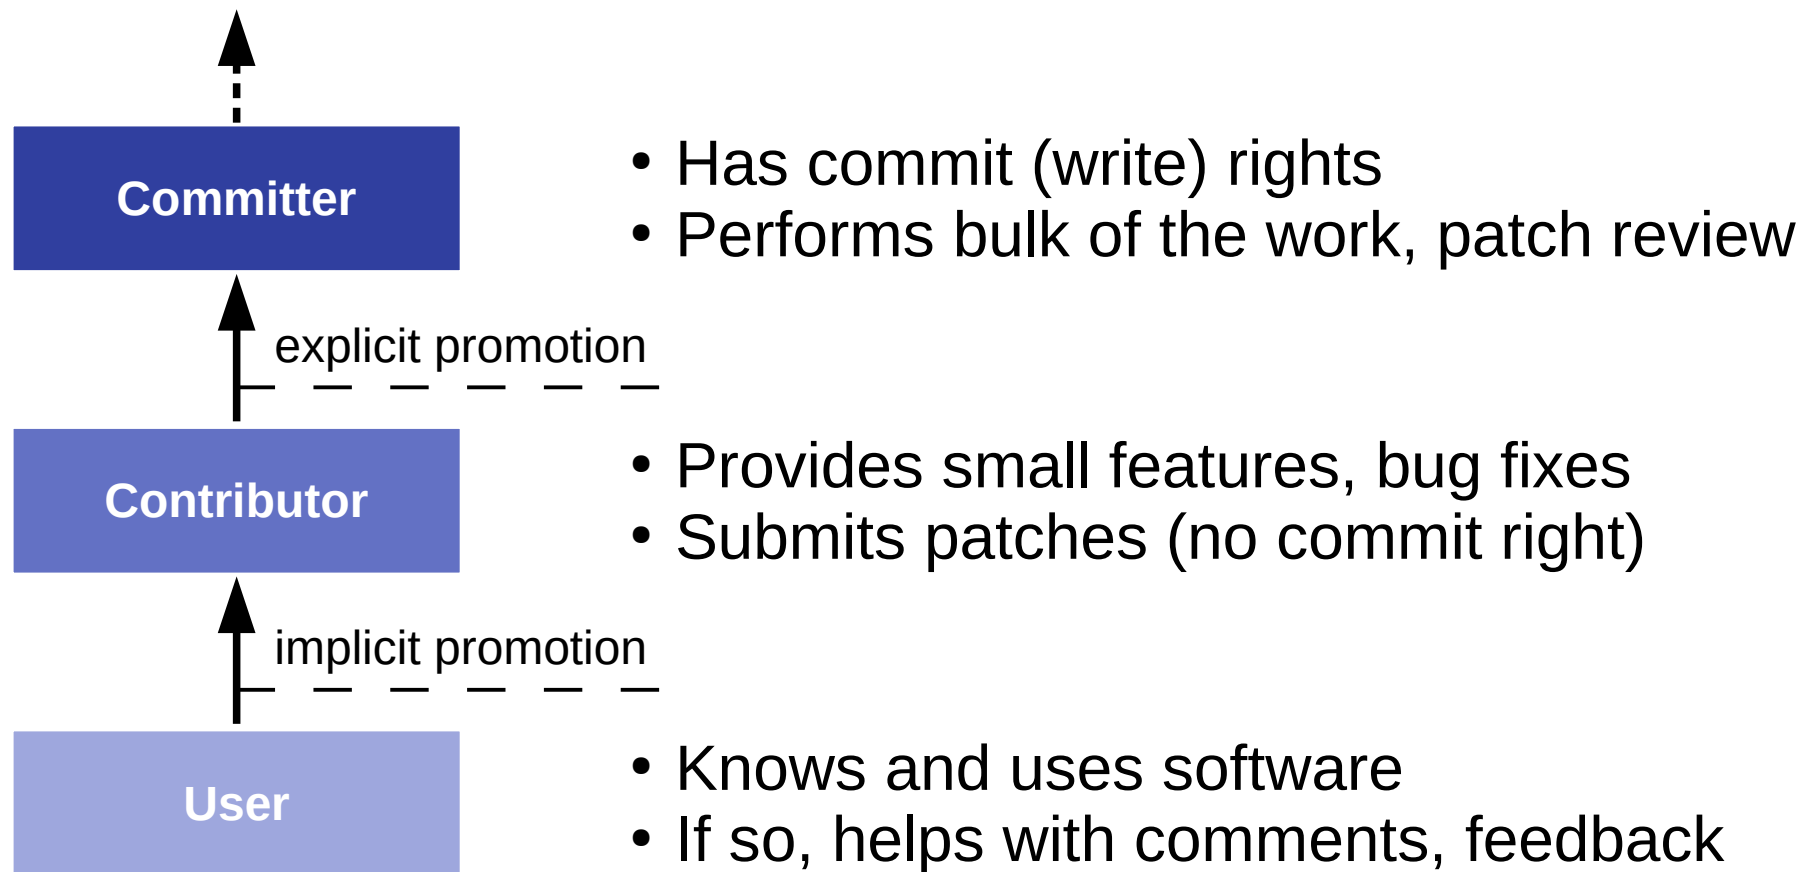 Committer
• Has commit (write) rights
• Performs bulk of the work, patch review
explicit promotion
Contributor
• Provides small features, bug fixes
• Submits patches (no commit right)
implicit promotion
User
• Knows and uses software
• If so, helps with comments, feedback